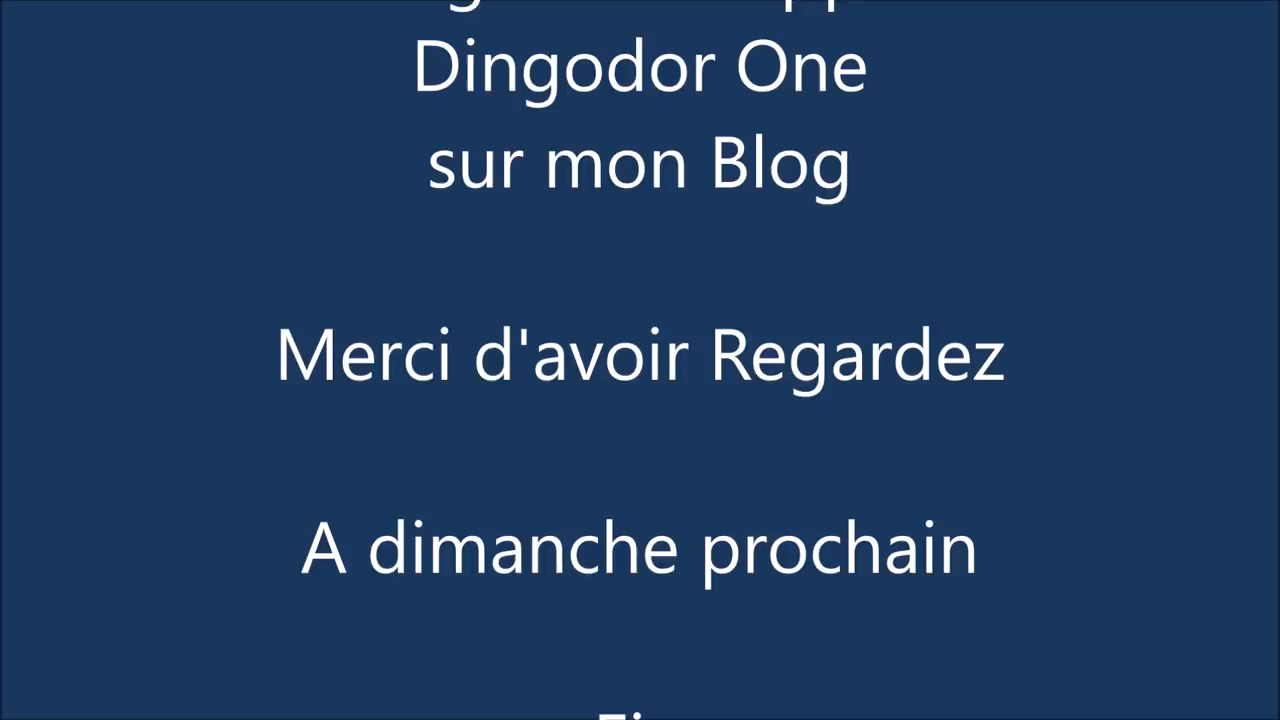 Dingodor One
sur mon Blog
Merci d'avoir Regardez
A dimanche prochain